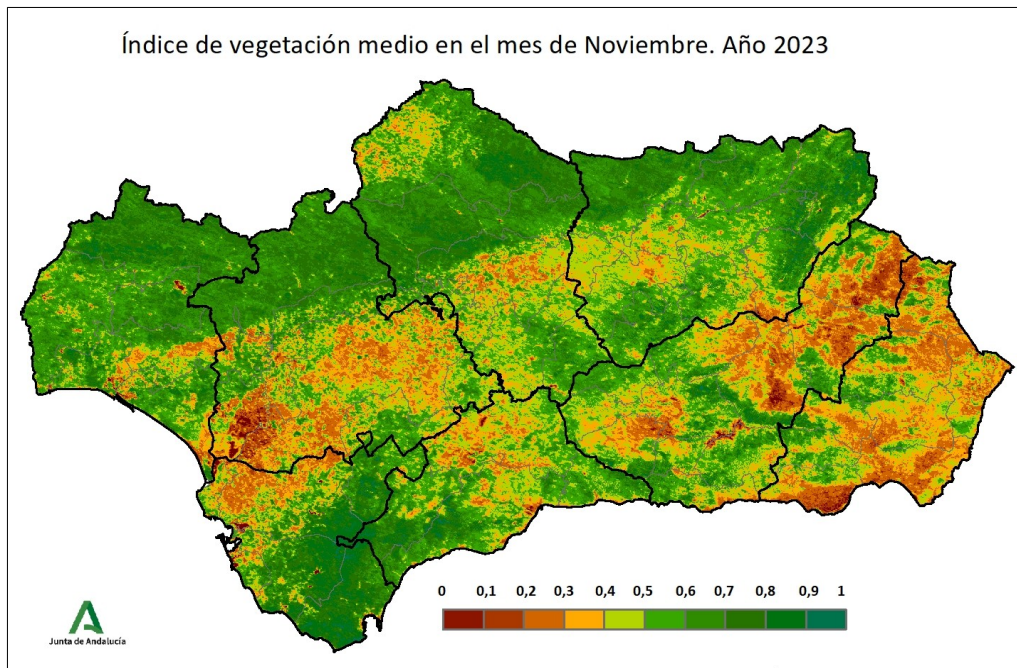 Índice de vegetación medio en el mes de Noviembre. Año 2023
0 0,1 0,2 0,3 0,4 0,5 0,6 0,7 0,8 0,9 1
Junta de Andalucía